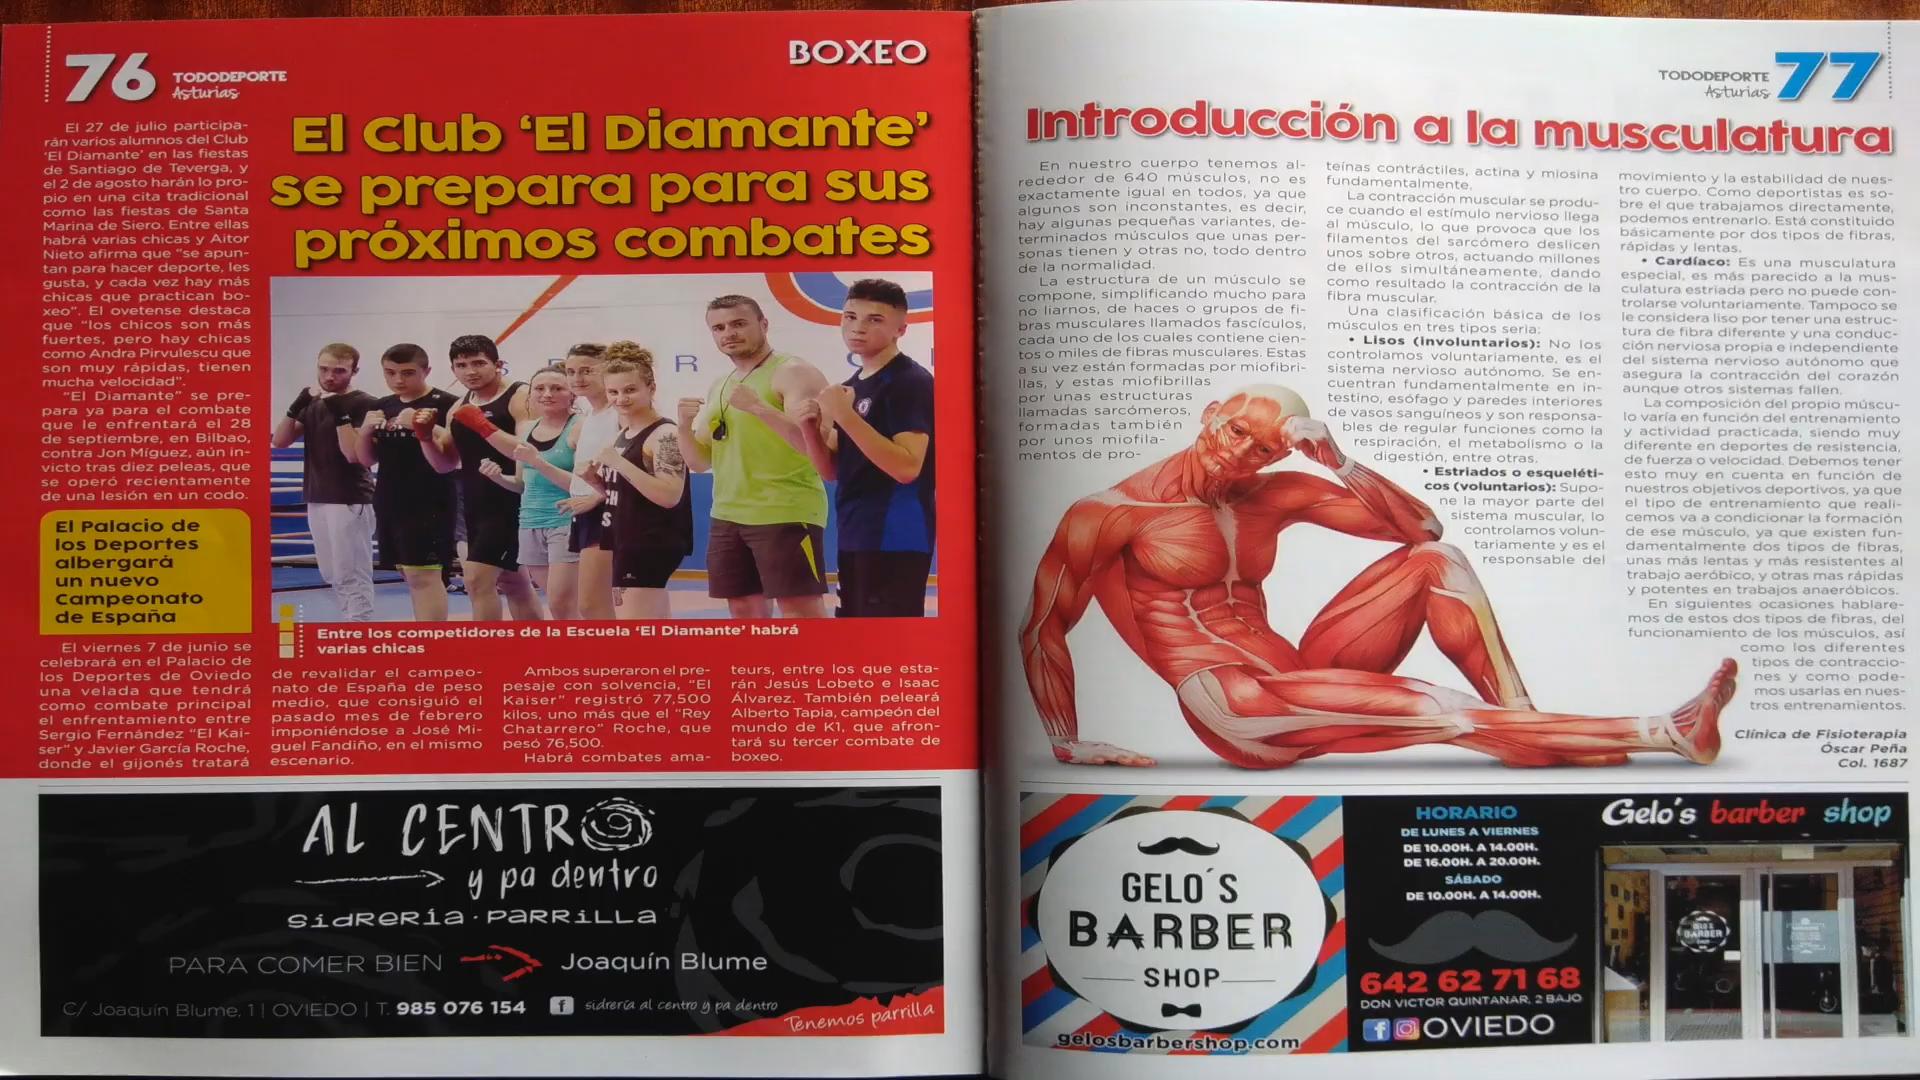 76
TODODEPORTE
Asturias
BOXEO
El Club ‘El Diamante’
se prepara para sus
próximos combates
El 27 de julio participa-
rán varios alumnos del Club
‘El Diamante’ en las fiestas
de Santiago de Teverga, y
el 2 de agosto harán lo pro-
pio en una cita tradicional
como las fiestas de Santa
Marina de Siero. Entre ellas
habrá varias chicas y Aitor
Nieto afirma que “se apun-
tan para hacer deporte, les
gusta, y cada vez hay más
chicas que practican bo-
xeo”. El ovetense destaca
que “los chicos son más
fuertes, pero hay chicas
como Andra Pirvulescu que
son muy rápidas, tienen
mucha velocidad”.
“El Diamante” se pre-
para ya para el combate
que le enfrentará el 28
de septiembre, en Bilbao,
contra Jon Míguez, aún in-
victo tras diez peleas, que
se operó recientemente
de una lesión en un codo.
El Palacio de
los Deportes
albergará
un nuevo
Campeonato
de España
Entre los competidores de la Escuela ‘El Diamante’ habrá
varias chicas
El viernes 7 de junio se
celebrará en el Palacio de
los Deportes de Oviedo
una velada que tendrá
como combate principal
el enfrentamiento entre
Sergio Fernández “El Kai-
ser” y Javier García Roche,
donde el gijonés tratará
de revalidar el campeo-
nato de España de peso
medio, que consiguió el
pasado mes de febrero
imponiéndose a José Mi-
guel Fandiño, en el mismo
escenario.
Ambos superaron el pre-
pesaje con solvencia, “El
Kaiser” registró 77,500
kilos, uno más que el “Rey
Chatarrero” Roche, que
pesó 76,500.
Habrá combates ama-
teurs, entre los que esta-
rán Jesús Lobeto e Isaac
Álvarez. También peleará
Alberto Tapia, campeón del
mundo de K1, que afron-
tará su tercer combate de
boxeo.
AL CENTRO
y pa dentro
SIDRERÍA · PARRILLA
PARA COMER BIEN
Joaquín Blume
C/ Joaquín Blume, 1 | OVIEDO | T. 985 076 154
sidrería al centro y pa dentro
Tenemos parrilla
TODODEPORTE
Asturias
77
Introducción a la musculatura
En nuestro cuerpo tenemos al-
rededor de 640 músculos, no es
exactamente igual en todos, ya que
algunos son inconstantes, es decir,
hay algunas pequeñas variantes, de-
terminados músculos que unas per-
sonas tienen y otras no, todo dentro
de la normalidad.
La estructura de un músculo se
compone, simplificando mucho para
no liarnos, de haces o grupos de fi-
bras musculares llamados fascículos,
cada uno de los cuales contiene cien-
tos o miles de fibras musculares. Estas
a su vez están formadas por miofibri-
llas, y estas miofibrillas
por unas estructuras
llamadas sarcómeros,
formadas también
por unos miofila-
mentos de pro-
teínas contráctiles, actina y miosina
fundamentalmente.
La contracción muscular se produ-
ce cuando el estímulo nervioso llega
al músculo, lo que provoca que los
filamentos del sarcómero deslicen
unos sobre otros, actuando millones
de ellos simultáneamente, dando
como resultado la contracción de la
fibra muscular.
Una clasificación básica de los
músculos en tres tipos seria:
• Lisos (involuntarios): No los
controlamos voluntariamente, es el
sistema nervioso autónomo. Se en-
cuentran fundamentalmente en in-
testino, esófago y paredes interiores
de vasos sanguíneos y son responsa-
bles de regular funciones como la
respiración, el metabolismo o la
digestión, entre otras.
• Estriados o esqueléti-
cos (voluntarios): Supo-
ne la mayor parte del
sistema muscular, lo
controlamos volun-
tariamente y es el
responsable del
movimiento y la estabilidad de nues-
tro cuerpo. Como deportistas es so-
bre el que trabajamos directamente,
podemos entrenarlo. Está constituido
básicamente por dos tipos de fibras,
rápidas y lentas.
• Cardíaco: Es una musculatura
especial, es más parecido a la mus-
culatura estriada pero no puede con-
trolarse voluntariamente. Tampoco se
le considera liso por tener una estruc-
tura de fibra diferente y una conduc-
ción nerviosa propia e independiente
del sistema nervioso autónomo que
asegura la contracción del corazón
aunque otros sistemas fallen.
La composición del propio múscu-
lo varía en función del entrenamiento
y actividad practicada, siendo muy
diferente en deportes de resistencia,
de fuerza o velocidad. Debemos tener
esto muy en cuenta en función de
nuestros objetivos deportivos, ya que
el tipo de entrenamiento que reali-
cemos va a condicionar la formación
de ese músculo, ya que existen fun-
damentalmente dos tipos de fibras,
unas más lentas y más resistentes al
trabajo aeróbico, y otras mas rápidas
y potentes en trabajos anaeróbicos.
En siguientes ocasiones hablare-
mos de estos dos tipos de fibras, del
funcionamiento de los músculos, así
como los diferentes
tipos de contraccio-
nes y como pode-
mos usarlas en nues-
tros entrenamientos.
Clínica de Fisioterapia
Óscar Peña
Col. 1687
GELO´S
BARBER
SHOP
gelosbarbershop.com
HORARIO
DE LUNES A VIERNES
DE 10.00H. A 14.00H.
DE 16.00H. A 20.00H.
SÁBADO
DE 10.00H. A 14.00H.
642 62 71 68
DON VICTOR QUINTANAR, 2 BAJO
OVIEDO
Gelo's barber shop
GELO´S
BARBER